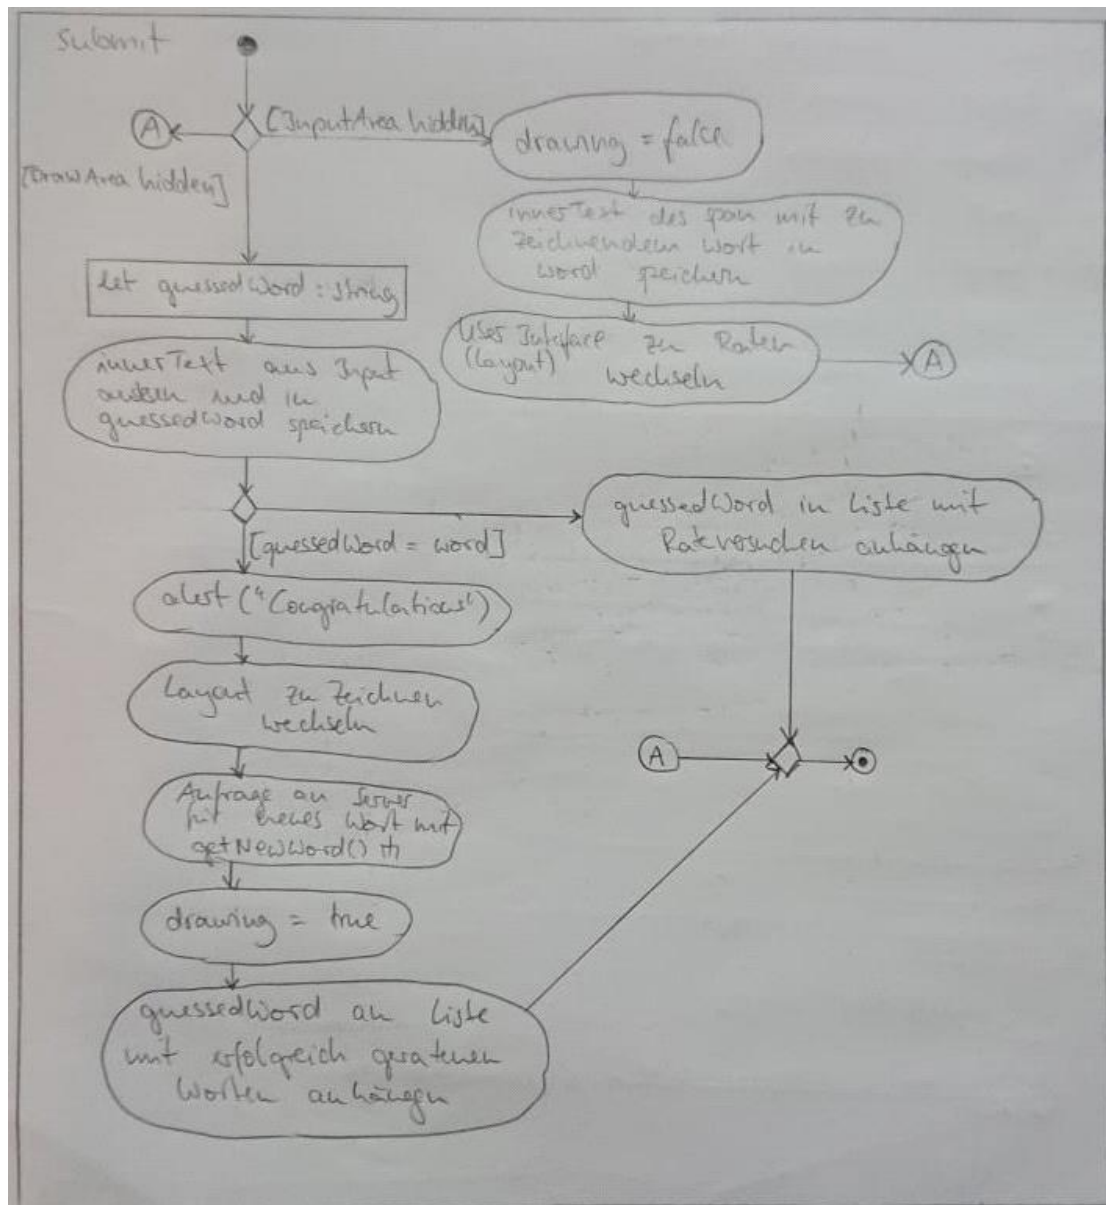 submit
A
[InputArea hidden]
drawing = false
[DrawArea hidden]
innerText des span mit zu
zeichnendem Wort in
word speichern
let guessedWord : string
User Interface zu Raten
(Layout) wechseln
A
innerText aus Input
und in
guessedWord speichern
guessedWord in Liste mit
Rateversuchen anhängen
[guessedWord = word]
alert("Congratulations")
Layout zu Zeichnen
wechseln
A
Anfrage an Server
für neues Wort mit
getNewWord()
drawing = true
guessedWord an Liste
mit erfolgreich geratenen
Worten anhängen